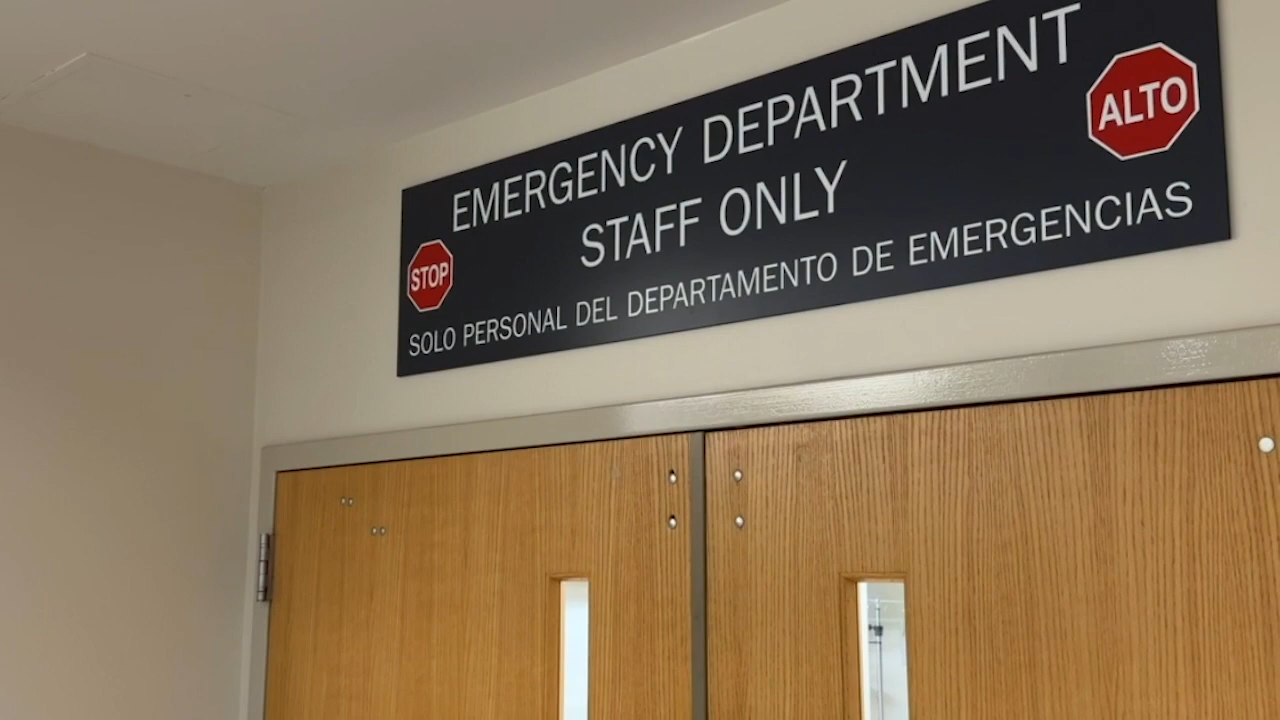 EMERGENCY DEPARTMENT
STAFF ONLY
STOP
ALTO
SOLO PERSONAL DEL DEPARTAMENTO DE EMERGENCIAS